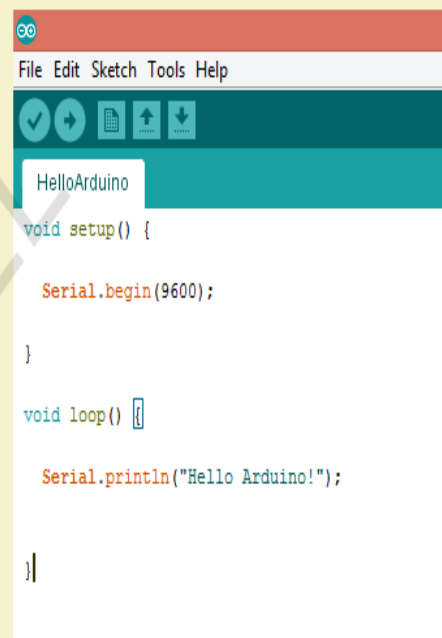 File Edit Sketch Tools Help
HelloArduino
void setup() {
Serial.begin(9600);
}
void loop() {
Serial.println("Hello Arduino!");
}